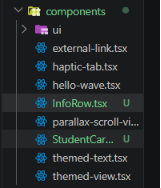 components
ui
external-link.tsx
haptic-tab.tsx
hello-wave.tsx
InfoRow.tsx U
parallax-scroll-vi...
StudentCar... U
themed-text.tsx
themed-view.tsx